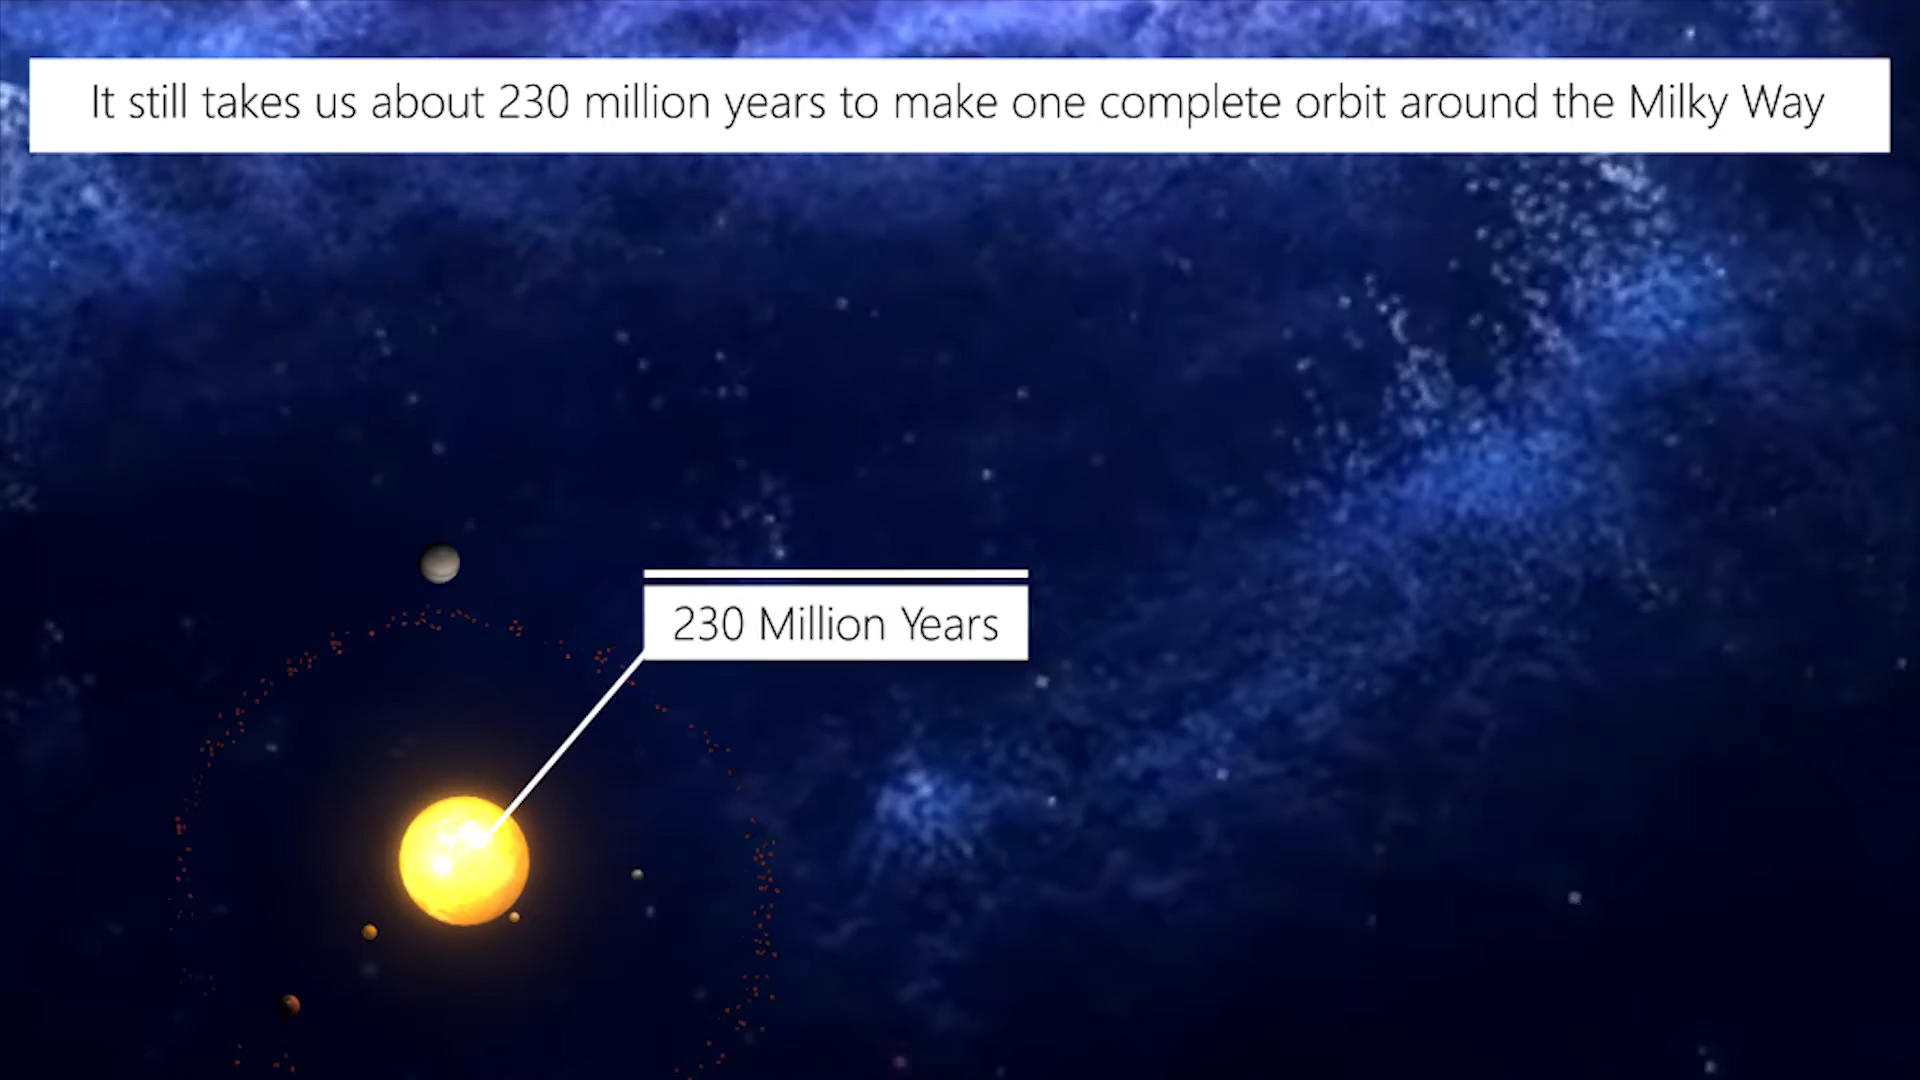 It still takes us about 230 million years to make one complete orbit around the Milky Way
230 Million Years